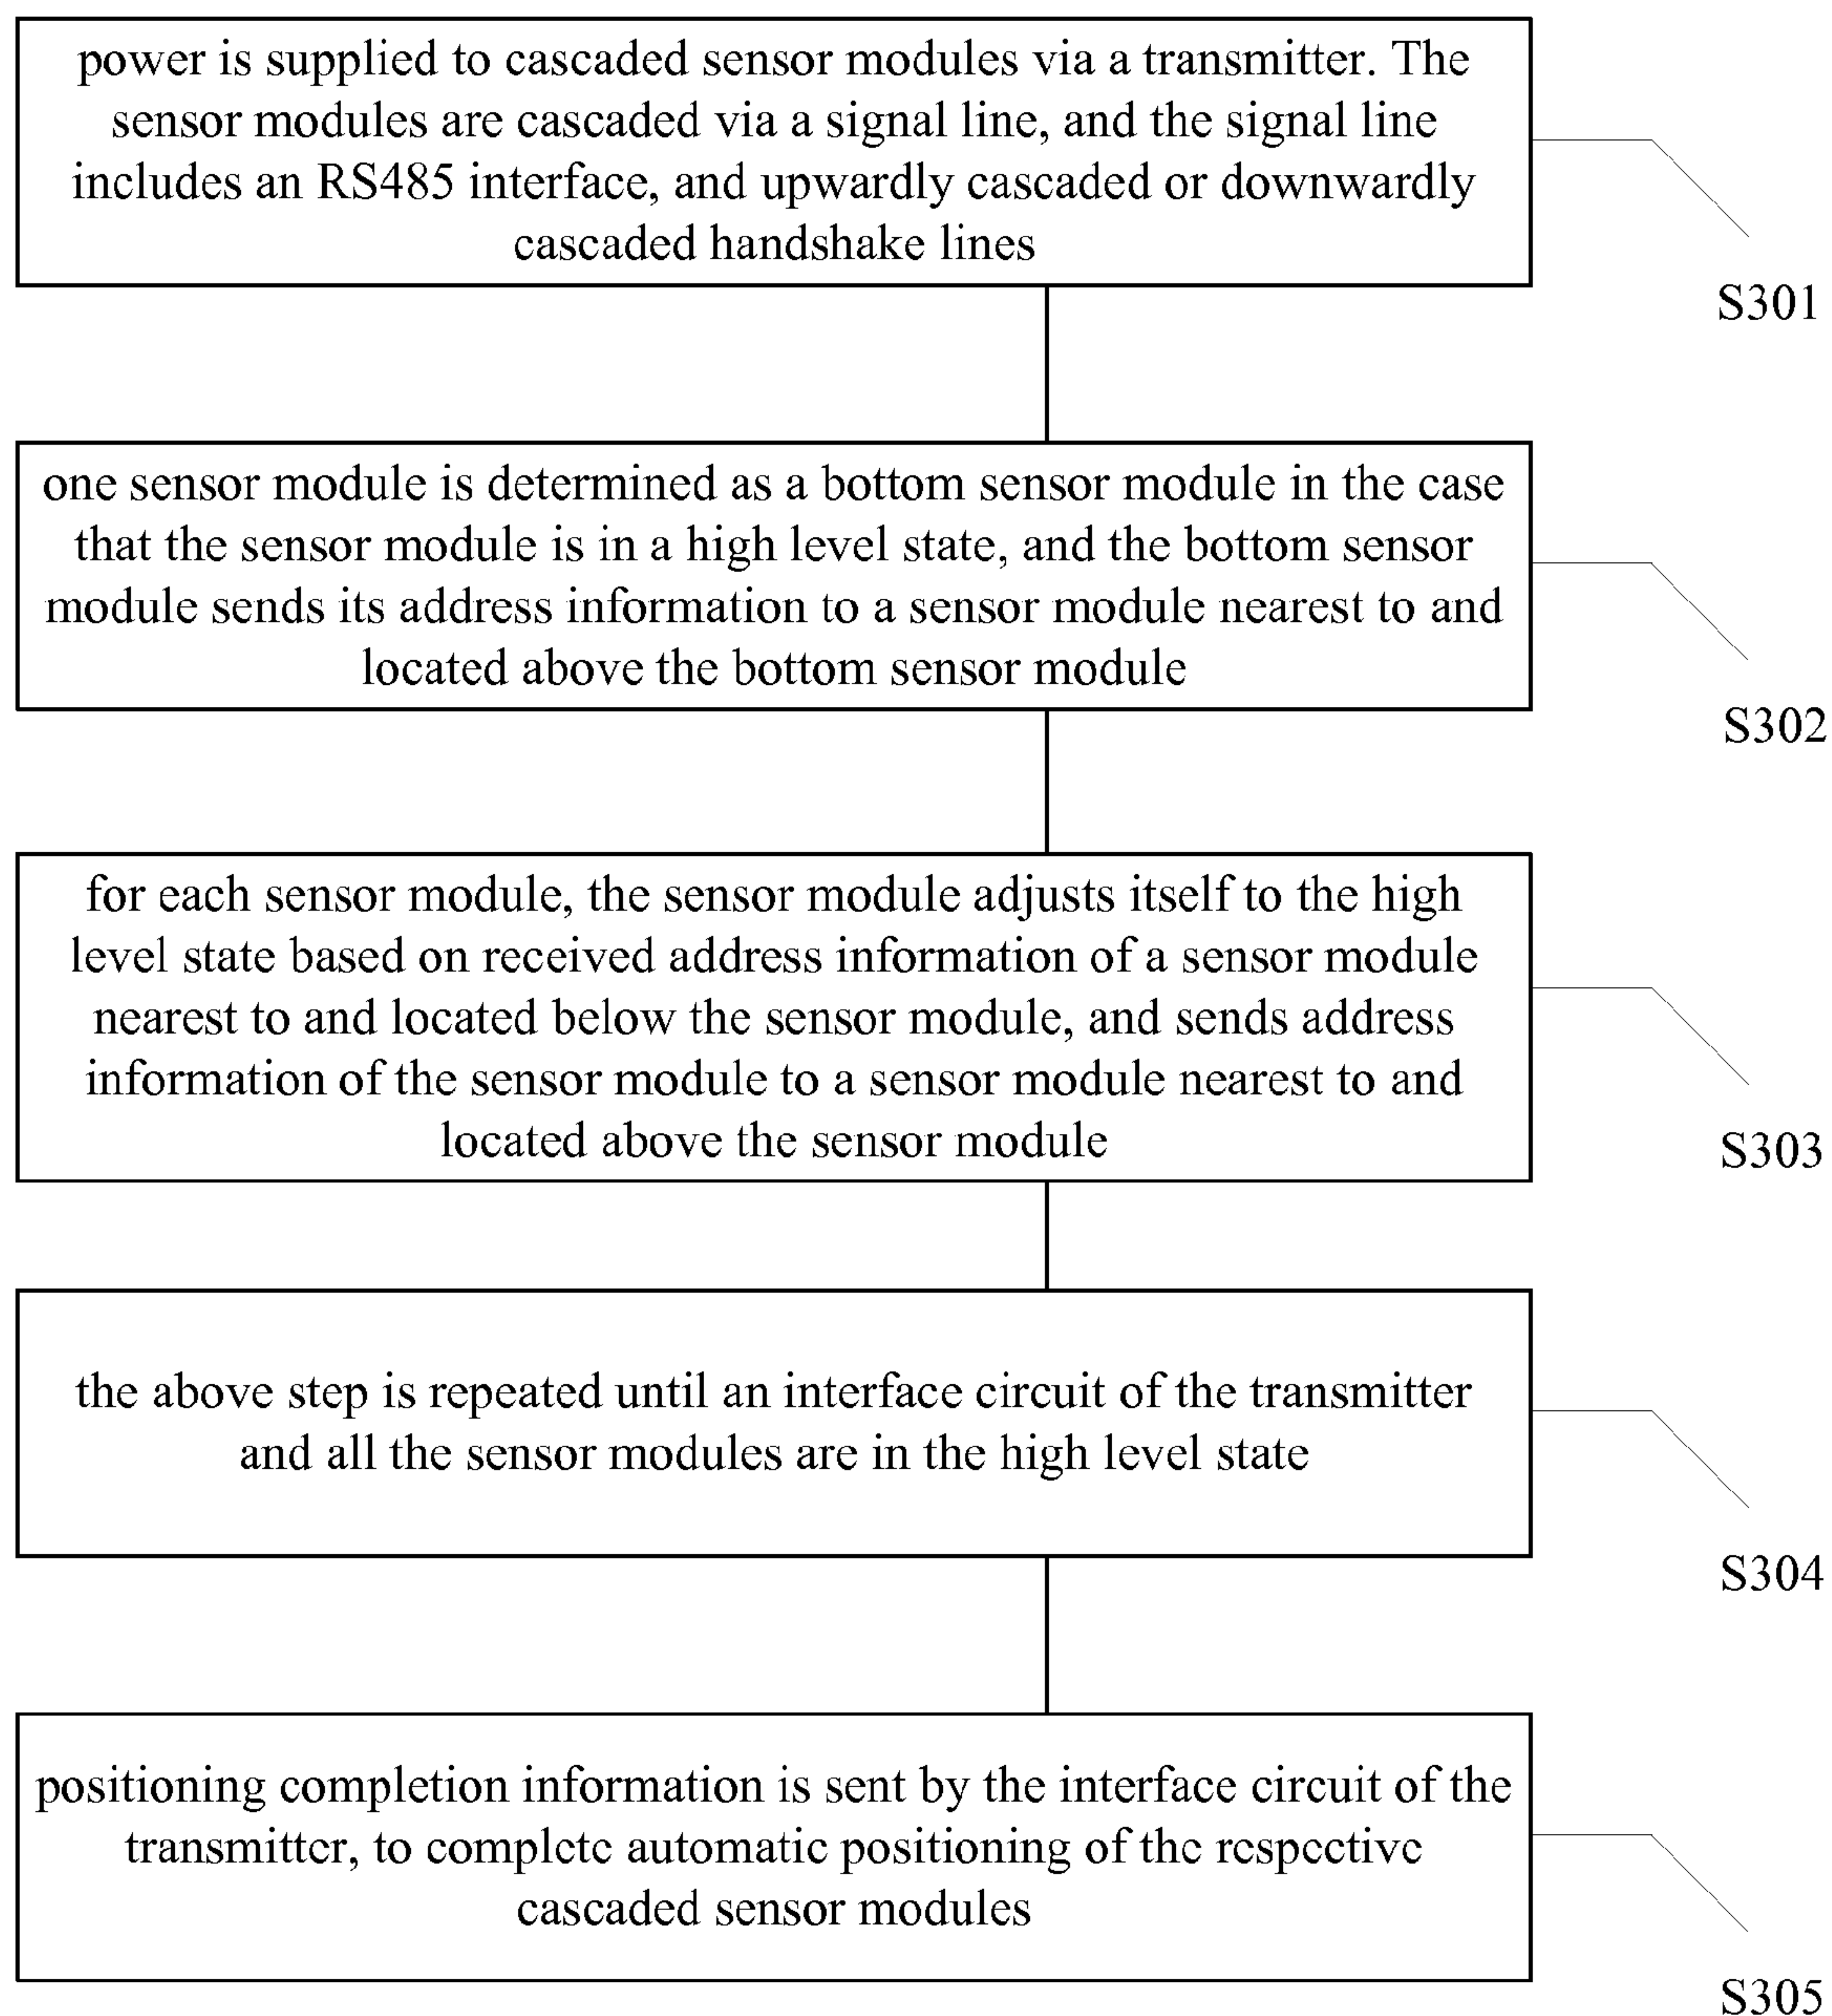 power is supplied to cascaded sensor modules via a transmitter. The
sensor modules are cascaded via a signal line, and the signal line
includes an RS485 interface, and upwardly cascaded or downwardly
cascaded handshake lines
S301
one sensor module is determined as a bottom sensor module in the case
that the sensor module is in a high level state, and the bottom sensor
module sends its address information to a sensor module nearest to and
located above the bottom sensor module
S302
for each sensor module, the sensor module adjusts itself to the high
level state based on received address information of a sensor module
nearest to and located below the sensor module, and sends address
information of the sensor module to a sensor module nearest to and
located above the sensor module
S303
the above step is repeated until an interface circuit of the transmitter
and all the sensor modules are in the high level state
S304
positioning completion information is sent by the interface circuit of the
transmitter, to complete automatic positioning of the respective
cascaded sensor modules
S305